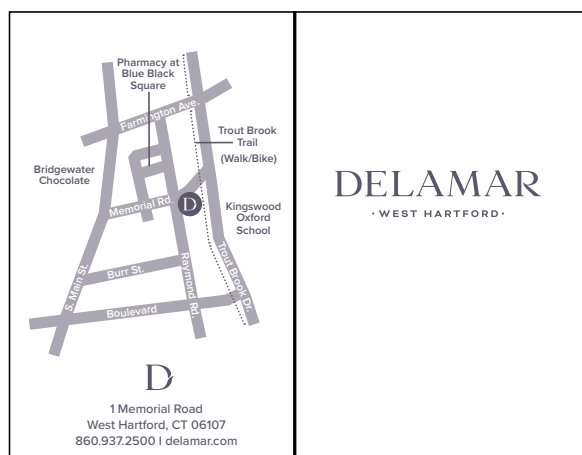 Pharmacy at
Blue Black
Square
Farmington Ave.
Trout Brook
Trail
(Walk/Bike)
Bridgewater
Chocolate
Memorial Rd.
D
Kingswood
Oxford
School
S. Main St.
Burr St.
Raymond Rd.
Trout Brook Dr.
Boulevard
D
1 Memorial Road
West Hartford, CT 06107
860.937.2500 | delamar.com
DELAMAR
· WEST HARTFORD ·